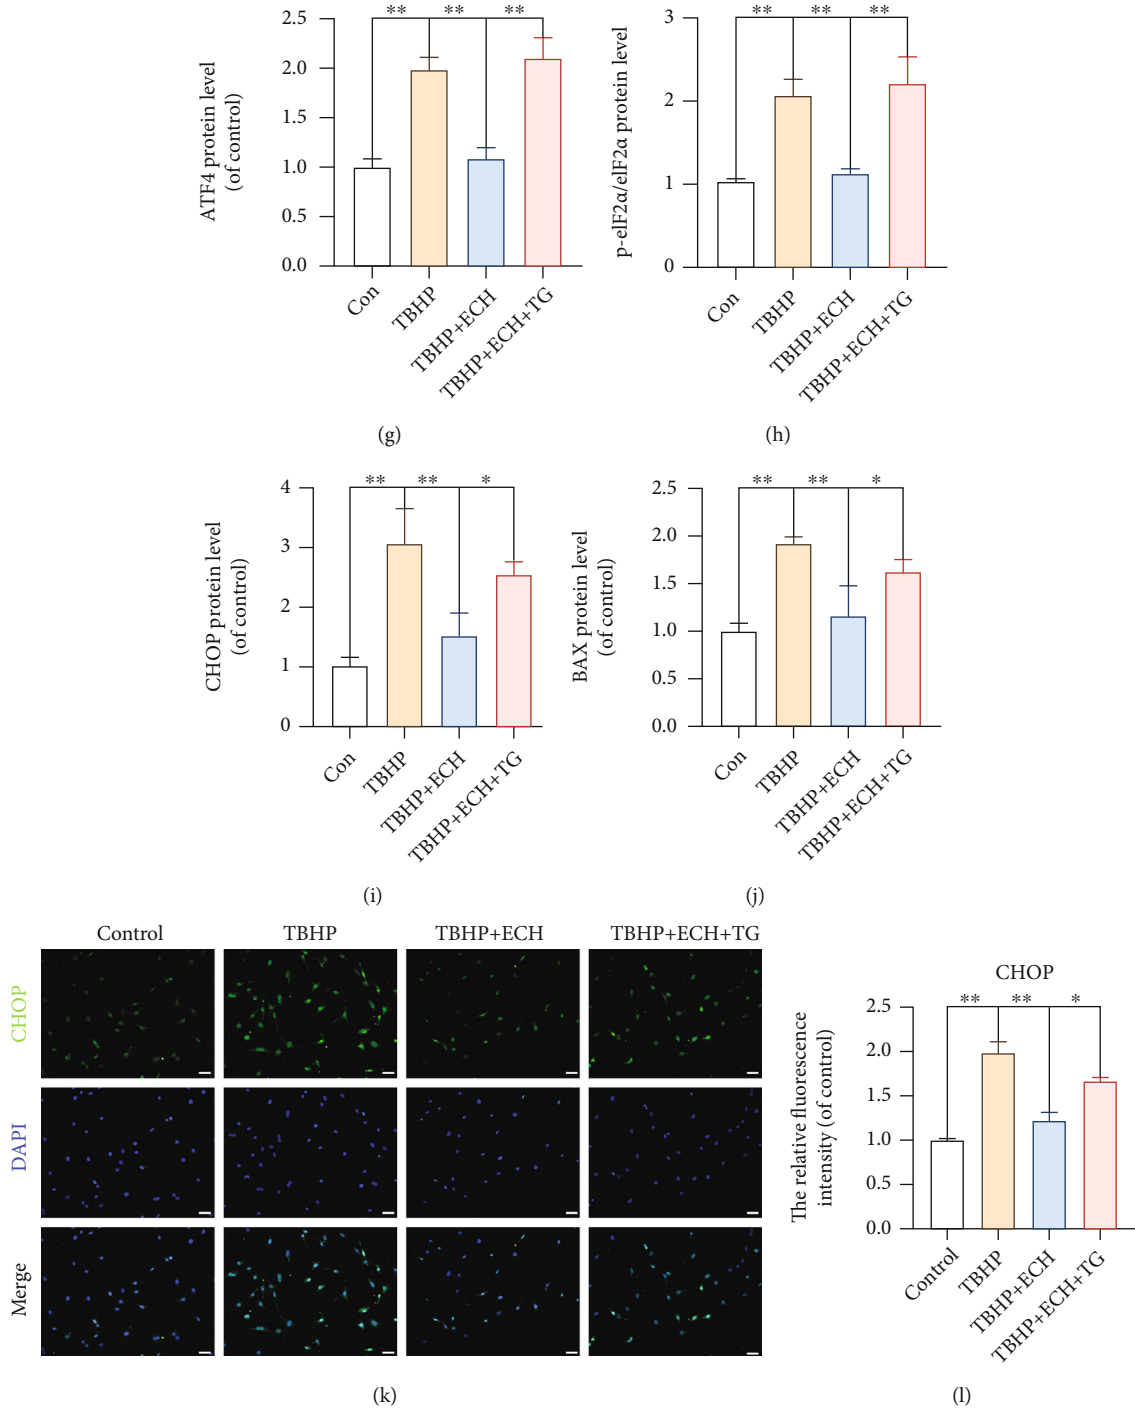 ATF4 protein level
(of control)
2.5
2.0
1.5
1.0
0.5
0.0
** ** **
Con
TBHP
TBHP+ECH
TBHP+ECH+TG
(g)
p-elF2α/elF2α protein level
3
2
1
0
** ** **
Con
TBHP
TBHP+ECH
TBHP+ECH+TG
(h)
CHOP protein level
(of control)
4
3
2
1
0
** ** *
Con
TBHP
TBHP+ECH
TBHP+ECH+TG
(i)
BAX protein level
(of control)
2.5
2.0
1.5
1.0
0.5
0.0
** ** *
Con
TBHP
TBHP+ECH
TBHP+ECH+TG
(j)
Control TBHP TBHP+ECH TBHP+ECH+TG
CHOP
DAPI
Merge
(k)
CHOP
The relative fluorescence
intensity (of control)
2.5
2.0
1.5
1.0
0.5
0.0
** ** *
Control
TBHP
TBHP+ECH
TBHP+ECH+TG
(l)